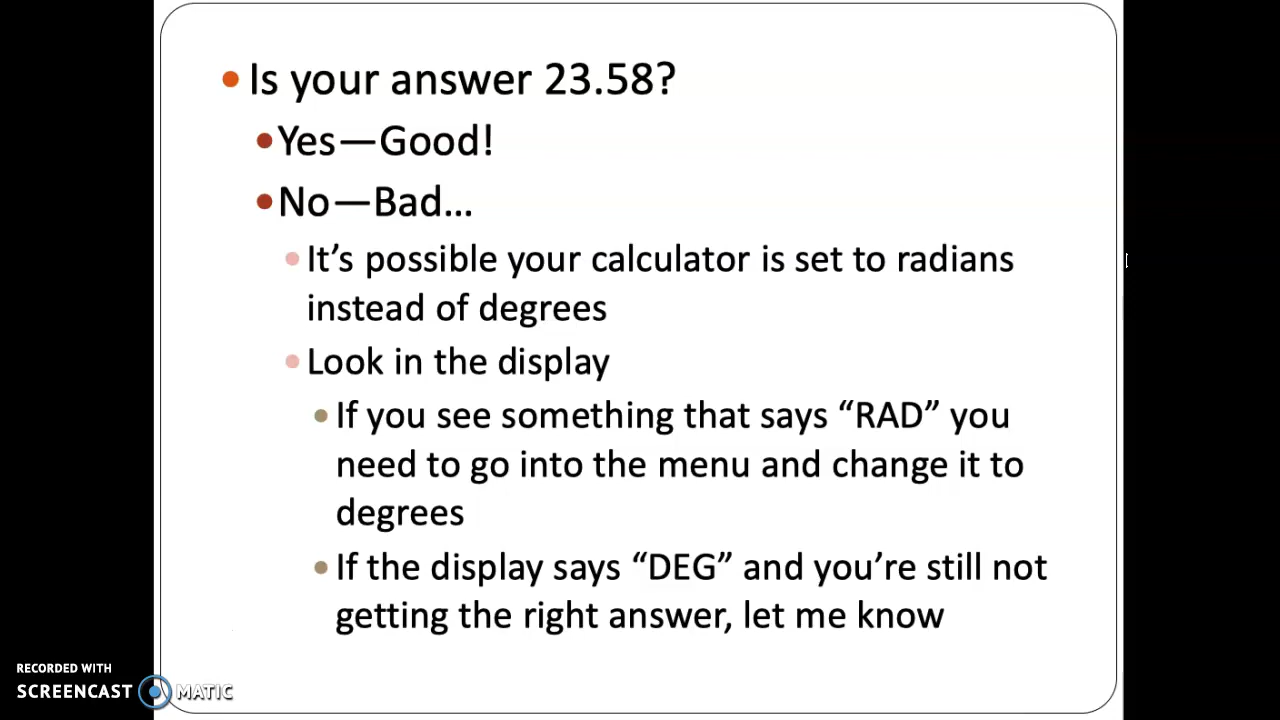 Is your answer 23.58?
Yes—Good!
No—Bad…
It’s possible your calculator is set to radians
instead of degrees
Look in the display
If you see something that says “RAD” you
need to go into the menu and change it to
degrees
If the display says “DEG” and you’re still not
getting the right answer, let me know
RECORDED WITH
SCREENCAST MATIC